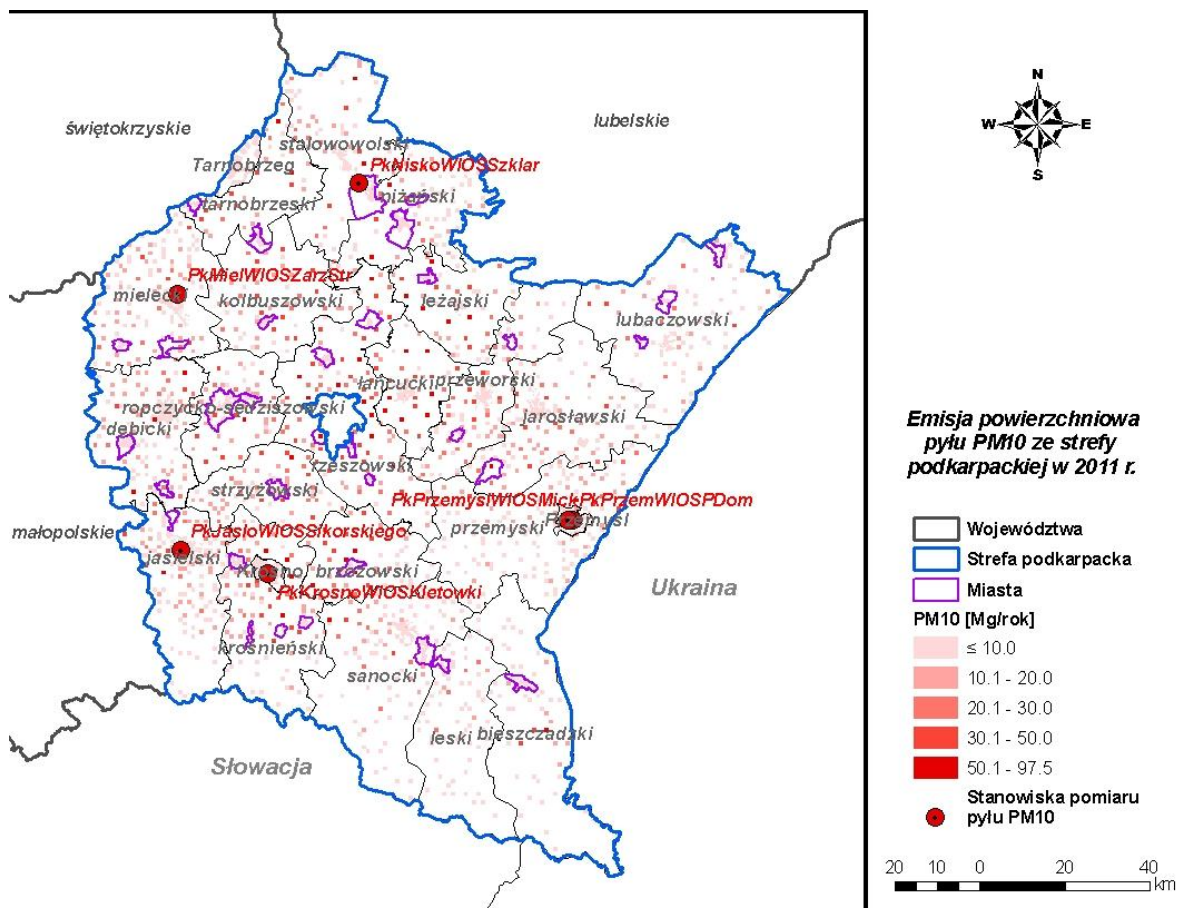 świętokrzyskie
lubelskie
stalowowolski
Tarnobrzeg
PkNiskoWIOSSzklar
tarnobrzeski
niżański
PkMielWIOSZarzStr
mielecki
kolbuszowski
leżajski
lubaczowski
łańcucki
przeworski
ropczycko-sędziszowski
jarosławski
dębicki
rzeszowski
strzyżowski
małopolskie
PkJasloWIOSSikorskiego
jasielski
przemyski
Przemyśl
Krosno
brzozowski
PkKrosnoWIOSKletowki
Ukraina
krośnieński
sanocki
leski
bieszczadzki
Słowacja
N
W
E
S
Emisja powierzchniowa
pyłu PM10 ze strefy
podkarpackiej w 2011 r.
Województwa
Strefa podkarpacka
Miasta
PM10 [Mg/rok]
≤ 10.0
10.1 - 20.0
20.1 - 30.0
30.1 - 50.0
50.1 - 97.5
Stanowiska pomiaru
pyłu PM10
20 10 0 20 40
km